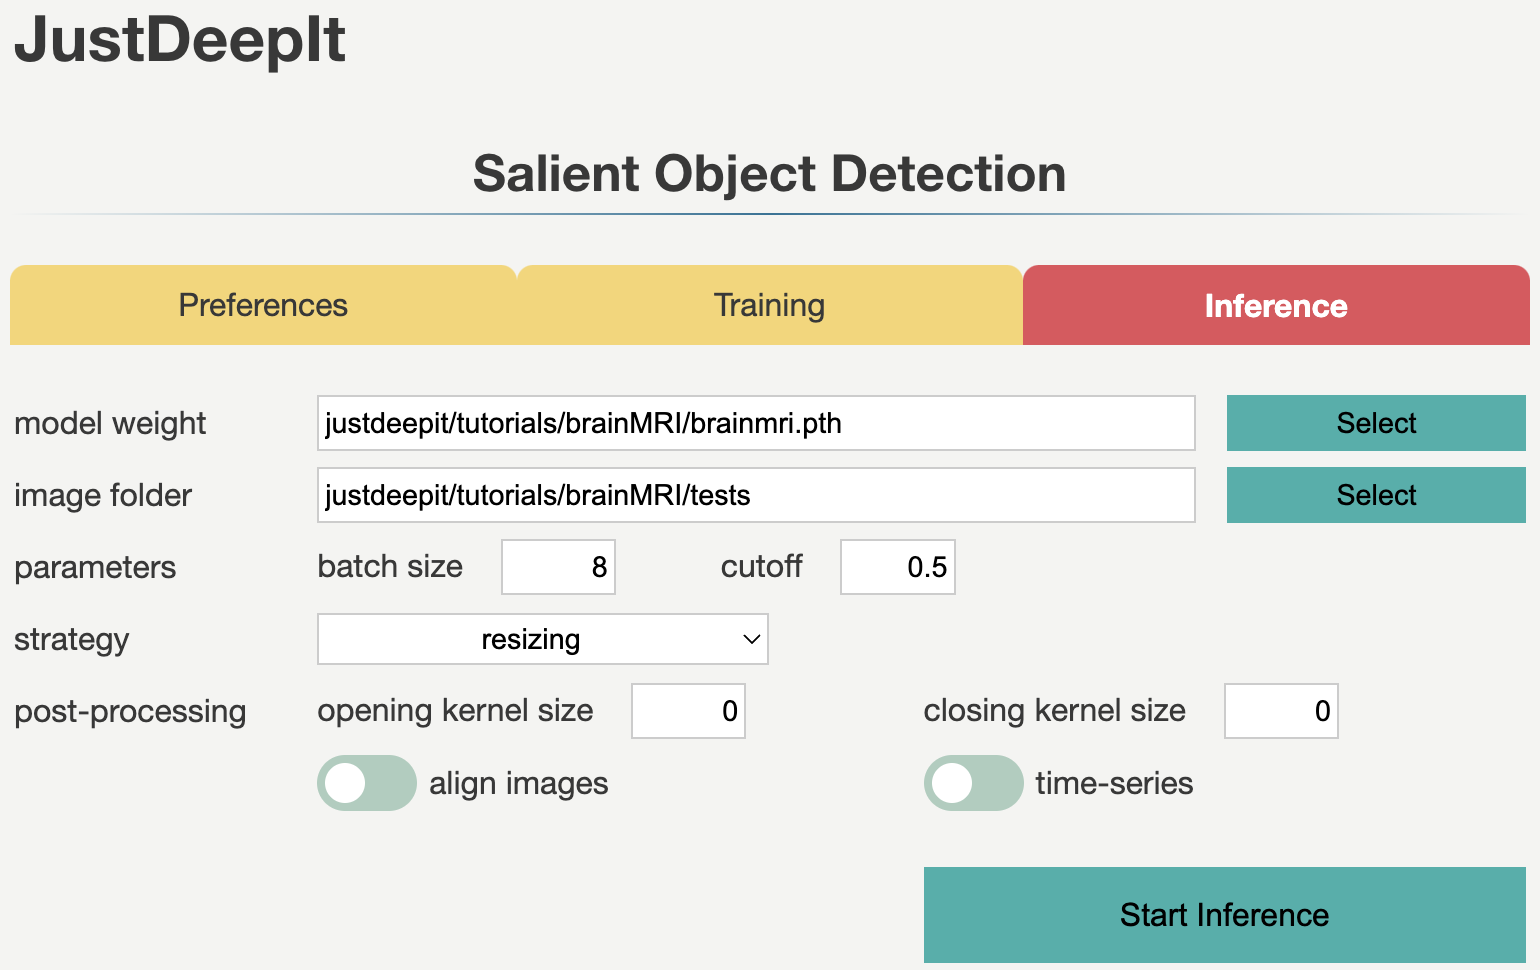 JustDeepIt
Salient Object Detection
Preferences Training Inference
model weight justdeepit/tutorials/brainMRI/brainmri.pth Select
image folder justdeepit/tutorials/brainMRI/tests Select
parameters batch size 8 cutoff 0.5
strategy resizing
post-processing opening kernel size 0 closing kernel size 0
align images time-series
Start Inference